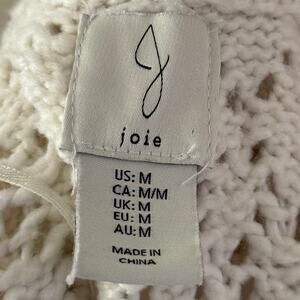 J
joie
US: M
CA: M/M
UK: M
EU: M
AU: M
MADE IN
CHINA